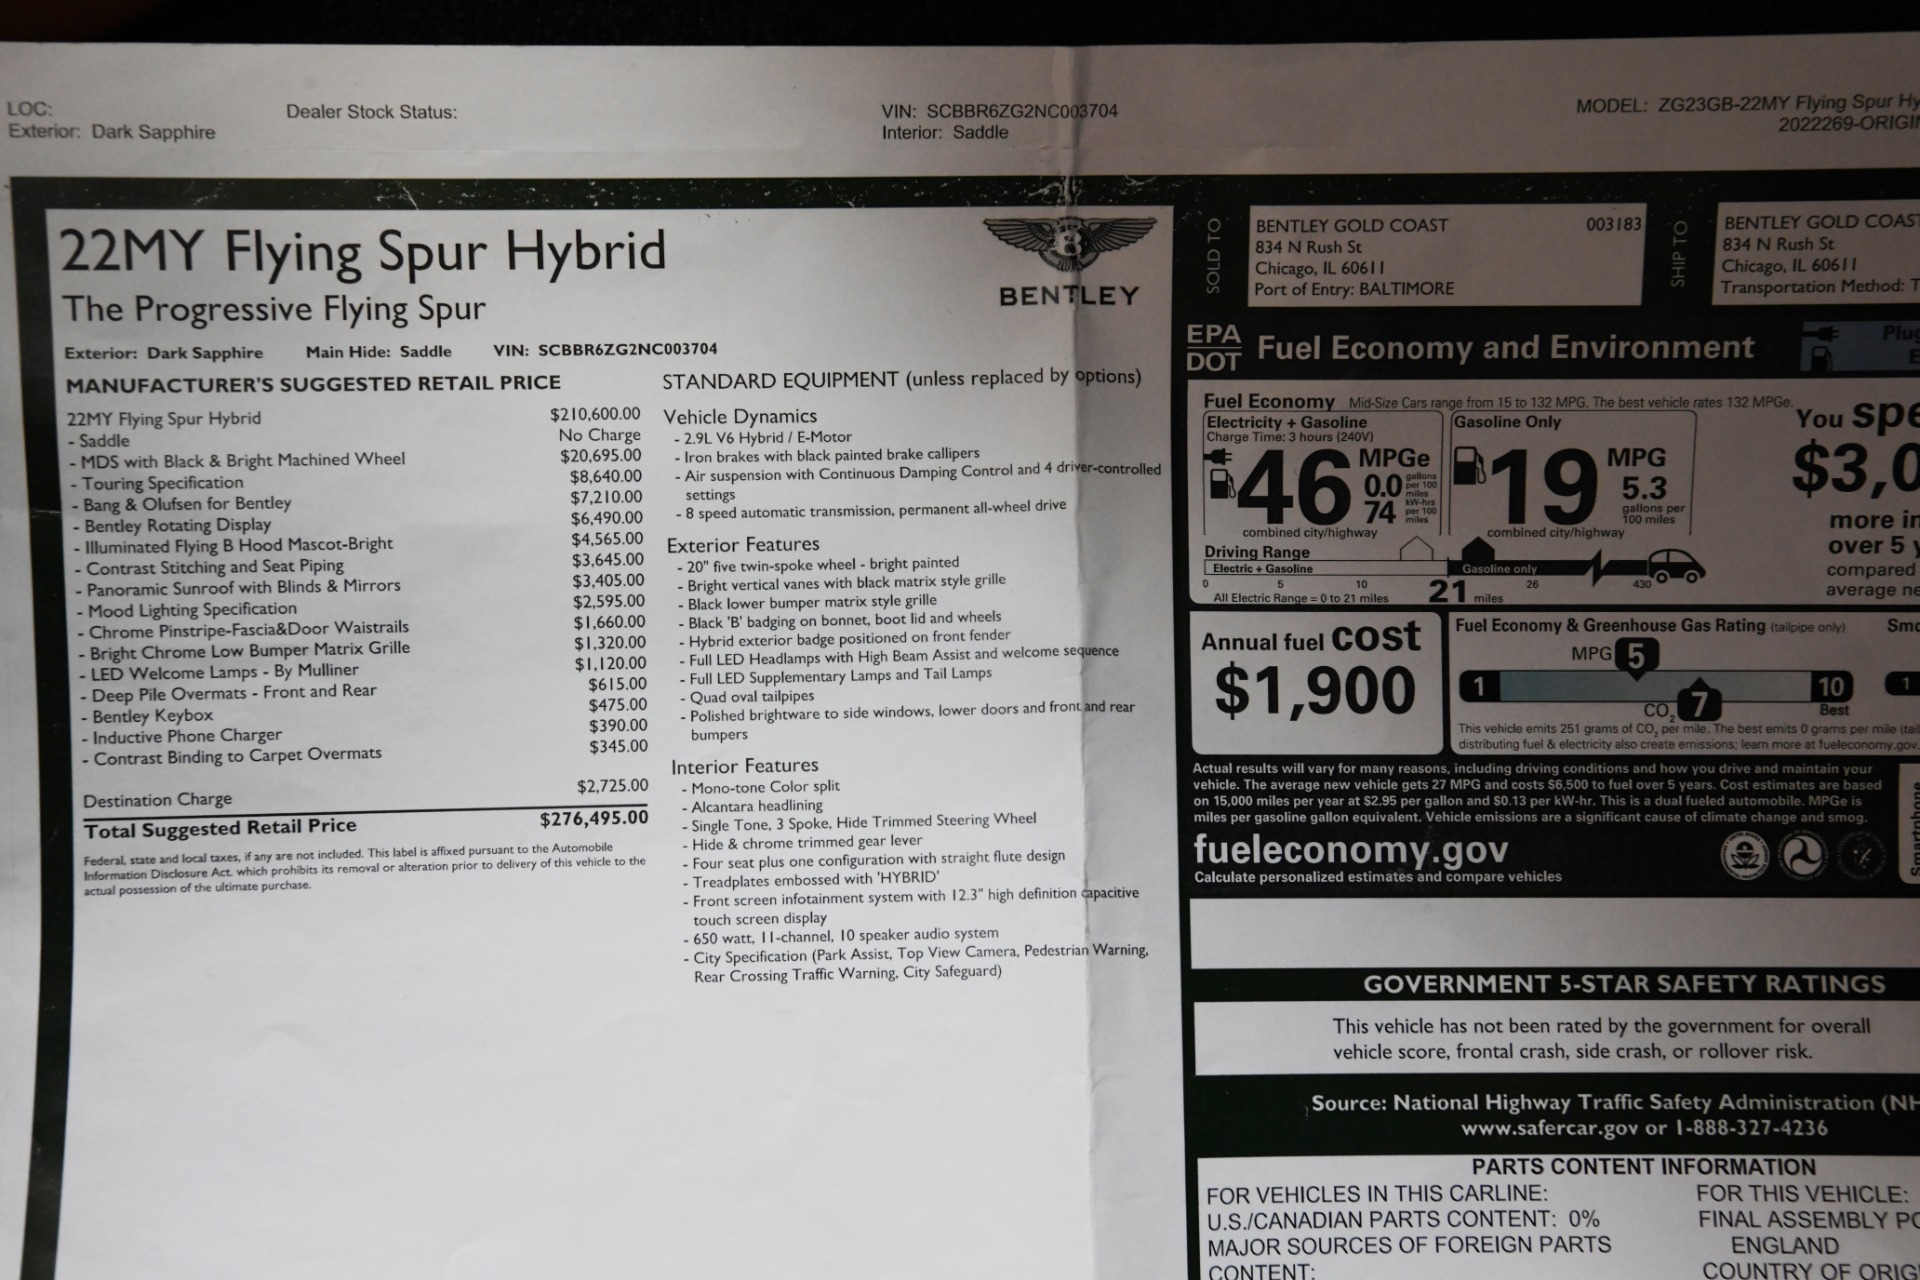 LOC:
Exterior: Dark Sapphire
Dealer Stock Status:
VIN: SCBBR6ZG2NC003704
Interior: Saddle
MODEL: ZG23GB-22MY Flying Spur Hy
2022269-ORIGI
22MY Flying Spur Hybrid
The Progressive Flying Spur
BENTLEY
Exterior: Dark Sapphire Main Hide: Saddle VIN: SCBBR6ZG2NC003704
MANUFACTURER'S SUGGESTED RETAIL PRICE
22MY Flying Spur Hybrid $210,600.00
- Saddle No Charge
- MDS with Black & Bright Machined Wheel $20,695.00
- Touring Specification $8,640.00
- Bang & Olufsen for Bentley $7,210.00
- Bentley Rotating Display $6,490.00
- Illuminated Flying B Hood Mascot-Bright $4,565.00
- Contrast Stitching and Seat Piping $3,645.00
- Panoramic Sunroof with Blinds & Mirrors $3,405.00
- Mood Lighting Specification $2,595.00
- Chrome Pinstripe-Fascia&Door Waistrails $1,660.00
- Bright Chrome Low Bumper Matrix Grille $1,320.00
- LED Welcome Lamps - By Mulliner $1,120.00
- Deep Pile Overmats - Front and Rear $615.00
- Bentley Keybox $475.00
- Inductive Phone Charger $390.00
- Contrast Binding to Carpet Overmats $345.00
Destination Charge $2,725.00
Total Suggested Retail Price $276,495.00
Federal, state and local taxes, if any are not included. This label is affixed pursuant to the Automobile
Information Disclosure Act. which prohibits its removal or alteration prior to delivery of this vehicle to the
actual possession of the ultimate purchase.
STANDARD EQUIPMENT (unless replaced by options)
Vehicle Dynamics
- 2.9L V6 Hybrid / E-Motor
- Iron brakes with black painted brake callipers
- Air suspension with Continuous Damping Control and 4 driver-controlled
settings
- 8 speed automatic transmission, permanent all-wheel drive
Exterior Features
- 20" five twin-spoke wheel - bright painted
- Bright vertical vanes with black matrix style grille
- Black lower bumper matrix style grille
- Black 'B' badging on bonnet, boot lid and wheels
- Hybrid exterior badge positioned on front fender
- Full LED Headlamps with High Beam Assist and welcome sequence
- Full LED Supplementary Lamps and Tail Lamps
- Quad oval tailpipes
- Polished brightware to side windows, lower doors and front and rear
bumpers
Interior Features
- Mono-tone Color split
- Alcantara headlining
- Single Tone, 3 Spoke, Hide Trimmed Steering Wheel
- Hide & chrome trimmed gear lever
- Four seat plus one configuration with straight flute design
- Treadplates embossed with 'HYBRID'
- Front screen infotainment system with 12.3" high definition capacitive
touch screen display
- 650 watt, 11-channel, 10 speaker audio system
- City Specification (Park Assist, Top View Camera, Pedestrian Warning,
Rear Crossing Traffic Warning, City Safeguard)
SOLD TO
BENTLEY GOLD COAST 003183
834 N Rush St
Chicago, IL 60611
Port of Entry: BALTIMORE
SHIP TO
BENTLEY GOLD COAST
834 N Rush St
Chicago, IL 60611
Transportation Method: T
EPA
DOT
Fuel Economy and Environment
Plug
E
Fuel Economy Mid-Size Cars range from 15 to 132 MPG. The best vehicle rates 132 MPGe.
Electricity + Gasoline
Charge Time: 3 hours (240V)
46 MPGe
0.0 gallons per 100 miles
74 kW-hrs per 100 miles
combined city/highway
Gasoline Only
19 MPG
5.3
gallons per
100 miles
combined city/highway
Driving Range
Electric + Gasoline
Gasoline only
0 5 10 21 miles 26 430
All Electric Range = 0 to 21 miles
You spe
$3,0
more in
over 5 y
compared
average ne
Annual fuel cost
$1,900
Fuel Economy & Greenhouse Gas Rating (tailpipe only)
Smo
MPG 5
1 10
Best
CO2 7
1
This vehicle emits 251 grams of CO2 per mile. The best emits 0 grams per mile (tail
distributing fuel & electricity also create emissions; learn more at fueleconomy.gov.
Actual results will vary for many reasons, including driving conditions and how you drive and maintain your
vehicle. The average new vehicle gets 27 MPG and costs $6,500 to fuel over 5 years. Cost estimates are based
on 15,000 miles per year at $2.95 per gallon and $0.13 per kW-hr. This is a dual fueled automobile. MPGe is
miles per gasoline gallon equivalent. Vehicle emissions are a significant cause of climate change and smog.
fueleconomy.gov
Calculate personalized estimates and compare vehicles
Smartphone
GOVERNMENT 5-STAR SAFETY RATINGS
This vehicle has not been rated by the government for overall
vehicle score, frontal crash, side crash, or rollover risk.
Source: National Highway Traffic Safety Administration (NH
www.safercar.gov or 1-888-327-4236
PARTS CONTENT INFORMATION
FOR VEHICLES IN THIS CARLINE:
U.S./CANADIAN PARTS CONTENT: 0%
MAJOR SOURCES OF FOREIGN PARTS
CONTENT:
FOR THIS VEHICLE:
FINAL ASSEMBLY PO
ENGLAND
COUNTRY OF ORIG